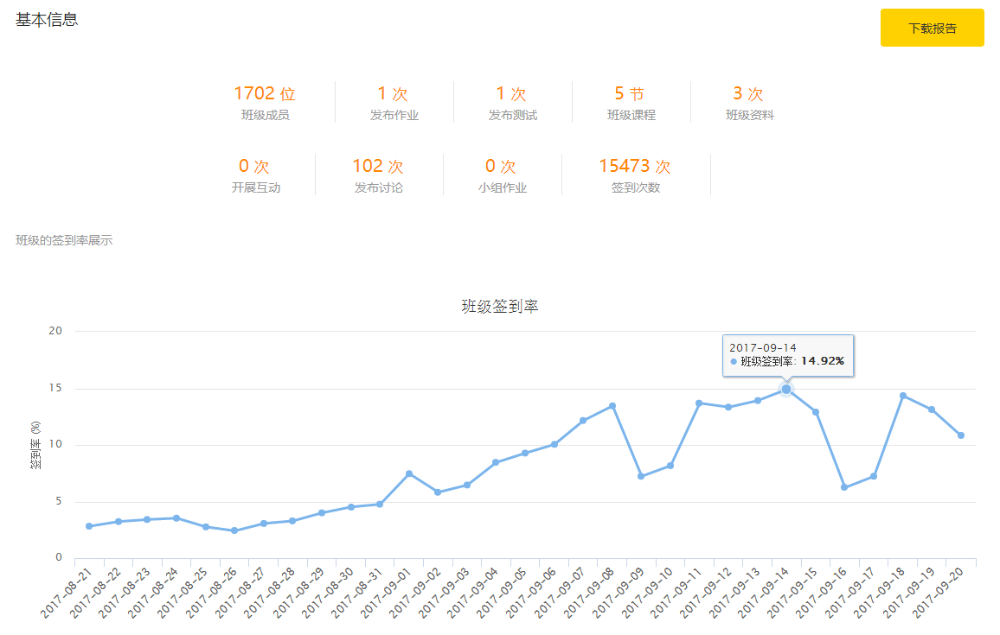 基本信息
下载报告
1702 位
1 次
1 次
5 节
3 次
班级成员
发布作业
发布测试
班级课程
班级资料
0 次
102 次
0 次
15473 次
开展互动
发布讨论
小组作业
签到次数
班级的签到率展示
班级签到率
20
15
10
5
0
签到率 (%)
2017-09-14
班级签到率: 14.92%
2017-08-21
2017-08-22
2017-08-23
2017-08-24
2017-08-25
2017-08-26
2017-08-27
2017-08-28
2017-08-29
2017-08-30
2017-08-31
2017-09-01
2017-09-02
2017-09-03
2017-09-04
2017-09-05
2017-09-06
2017-09-07
2017-09-08
2017-09-09
2017-09-10
2017-09-11
2017-09-12
2017-09-13
2017-09-14
2017-09-15
2017-09-16
2017-09-17
2017-09-18
2017-09-19
2017-09-20